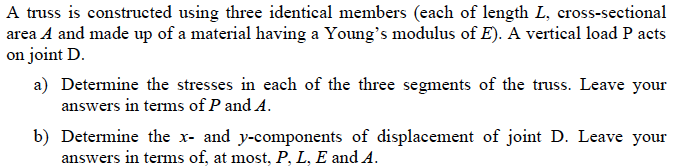 A truss is constructed using three identical members (each of length L, cross-sectional
area A and made up of a material having a Young's modulus of E). A vertical load P acts
on joint D.
a) Determine the stresses in each of the three segments of the truss. Leave your
answers in terms of P and A.
b) Determine the x- and y-components of displacement of joint D. Leave your
answers in terms of, at most, P, L, E and A.